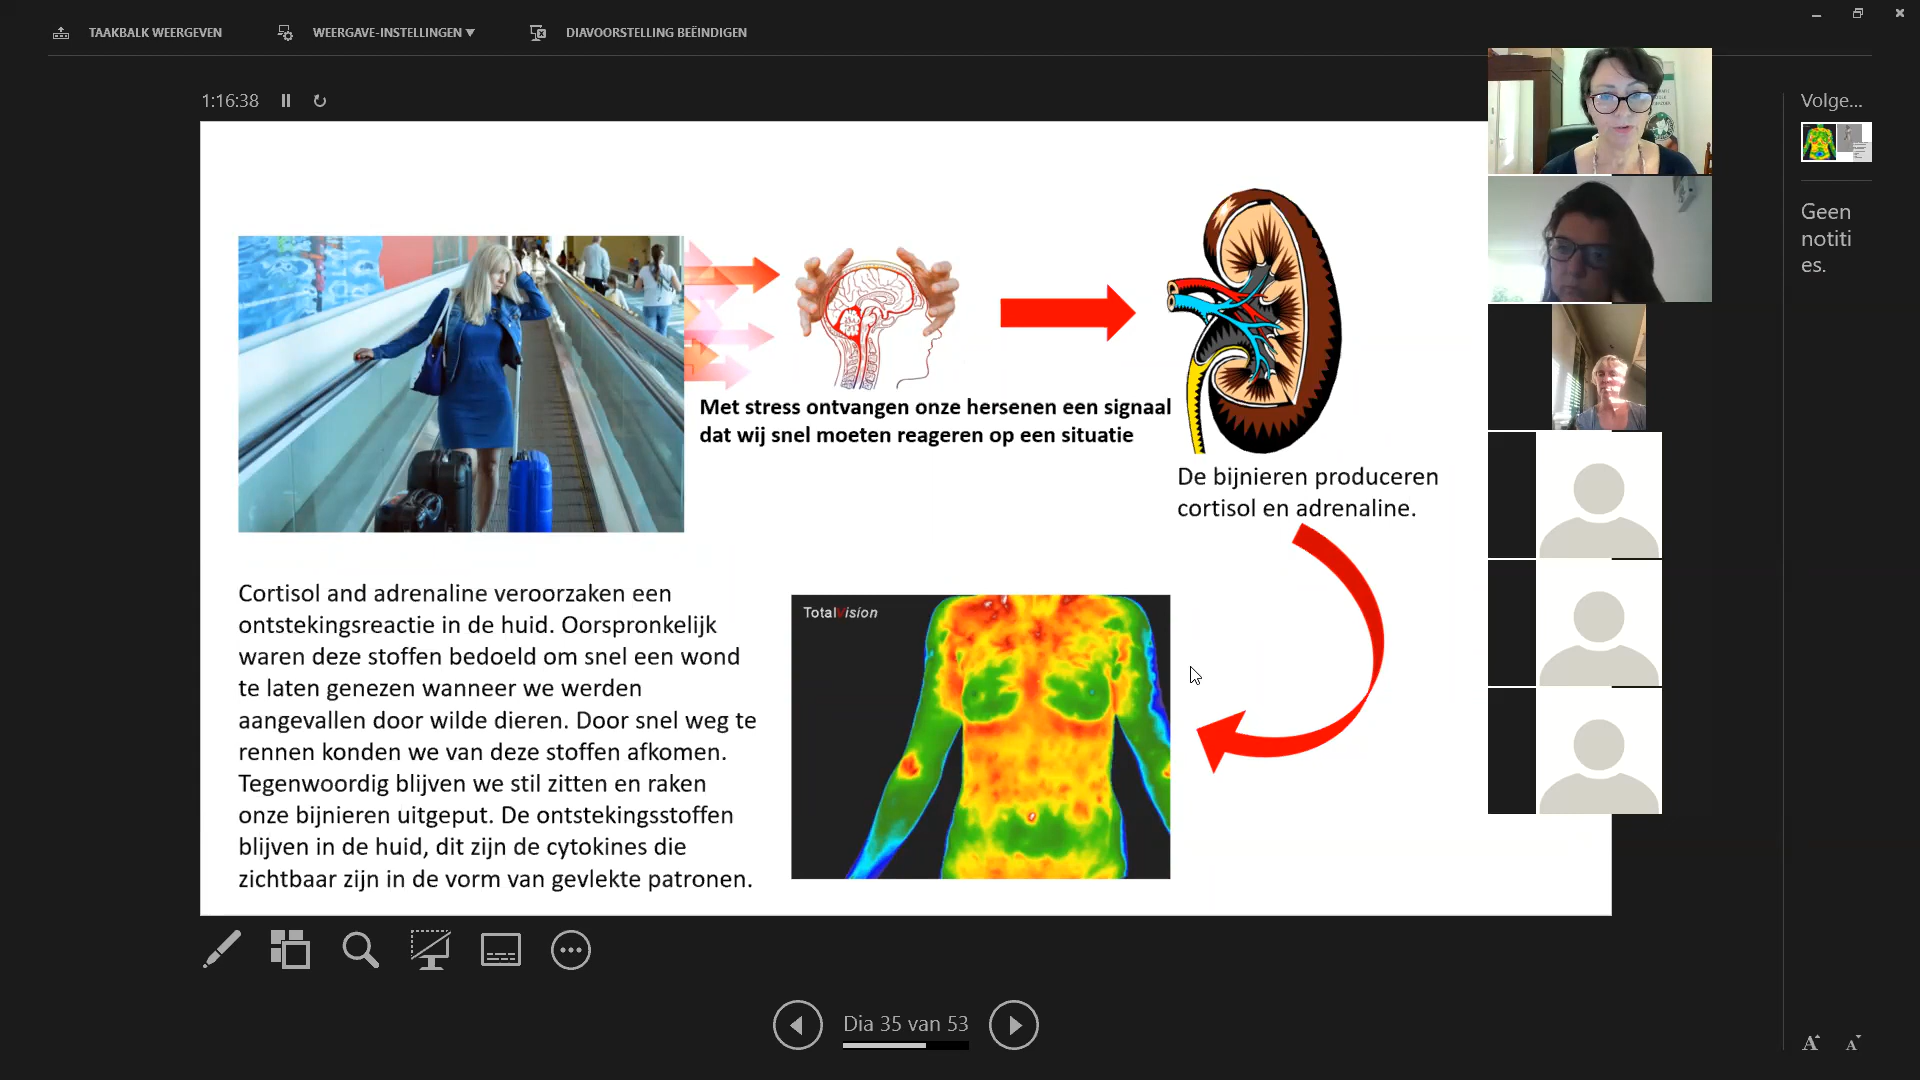 TAAKBALK WEERGEVEN
WEERGAVE-INSTELLINGEN ▼
DIAVOORSTELLING BEËINDIGEN
1:16:38
Volge...
Geen
notiti
es.
Met stress ontvangen onze hersenen een signaal
dat wij snel moeten reageren op een situatie
De bijnieren produceren
cortisol en adrenaline.
Cortisol and adrenaline veroorzaken een
ontstekingsreactie in de huid. Oorspronkelijk
waren deze stoffen bedoeld om snel een wond
te laten genezen wanneer we werden
aangevallen door wilde dieren. Door snel weg te
rennen konden we van deze stoffen afkomen.
Tegenwoordig blijven we stil zitten en raken
onze bijnieren uitgeput. De ontstekingsstoffen
blijven in de huid, dit zijn de cytokines die
zichtbaar zijn in de vorm van gevlekte patronen.
TotalVision
Dia 35 van 53
A A